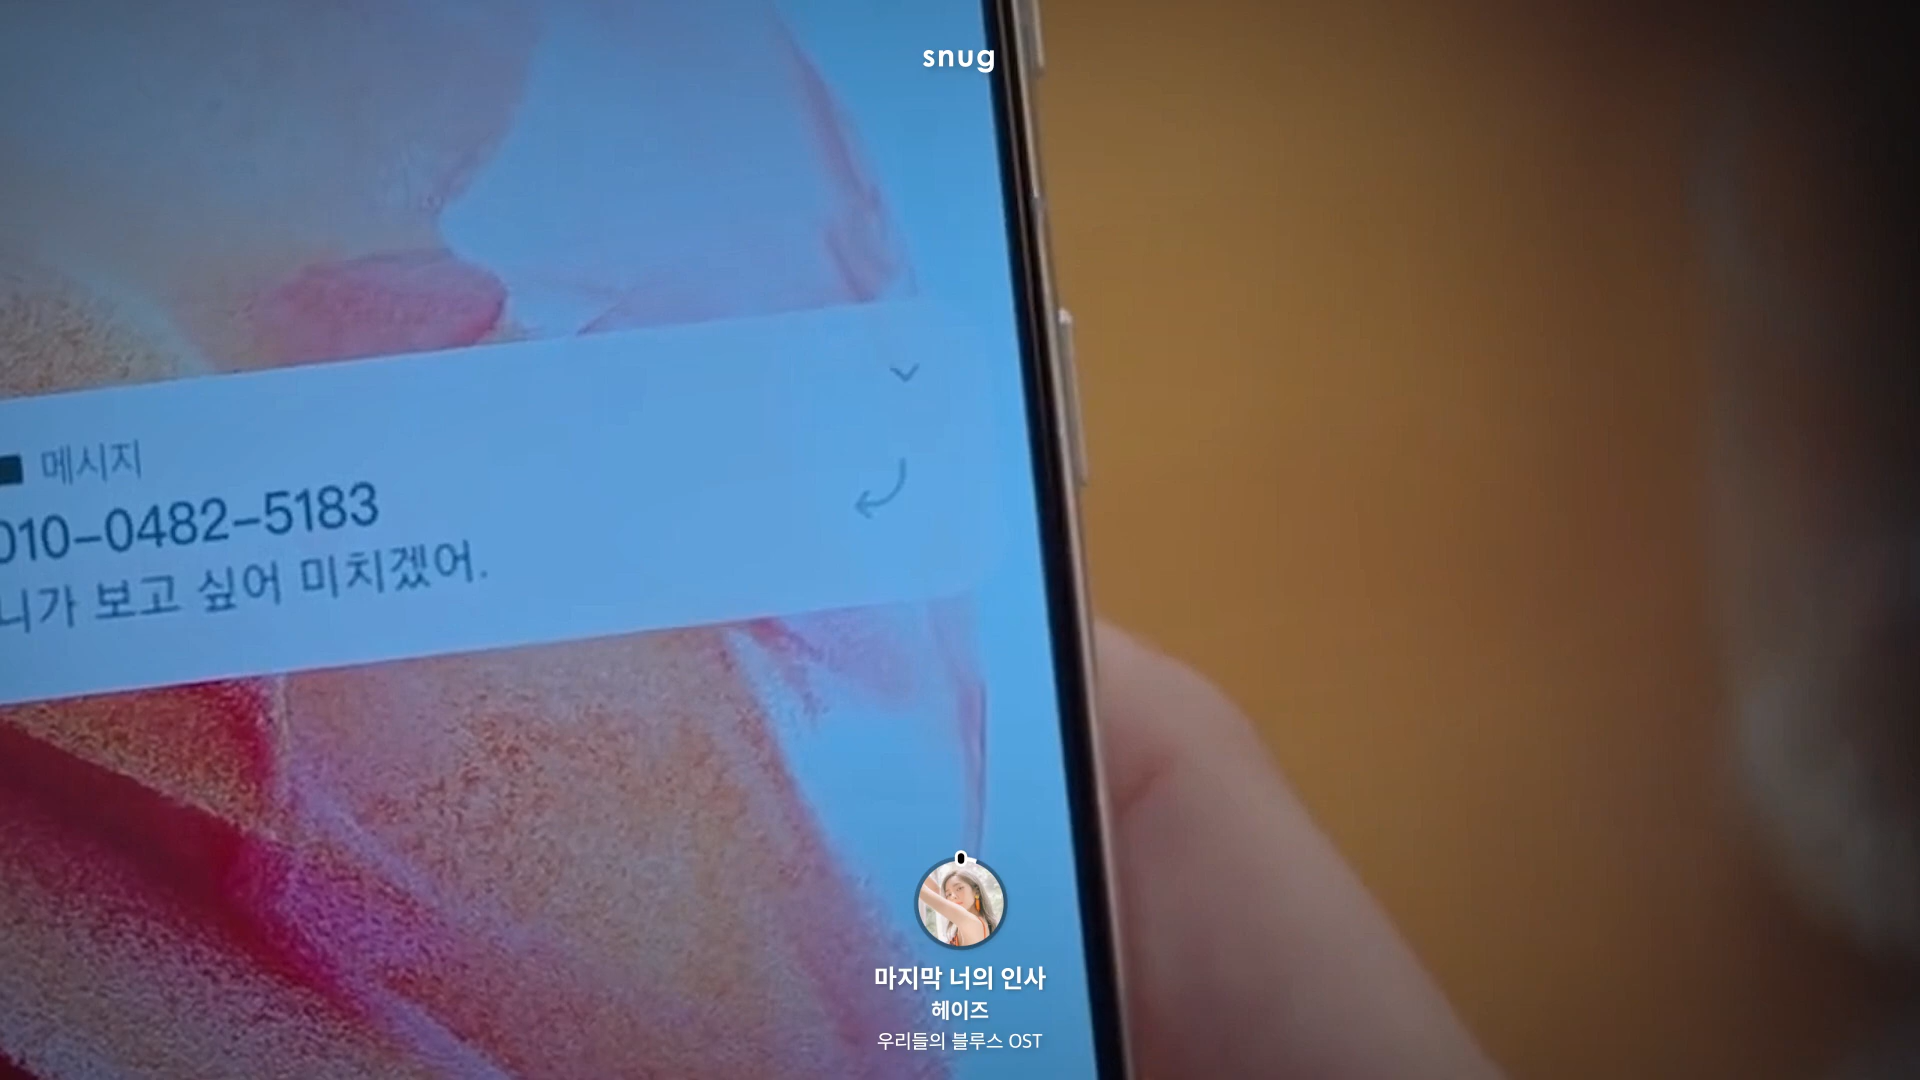 snug
메시지
010-0482-5183
니가 보고 싶어 미치겠어.
마지막 너의 인사
헤이즈
우리들의 블루스 OST